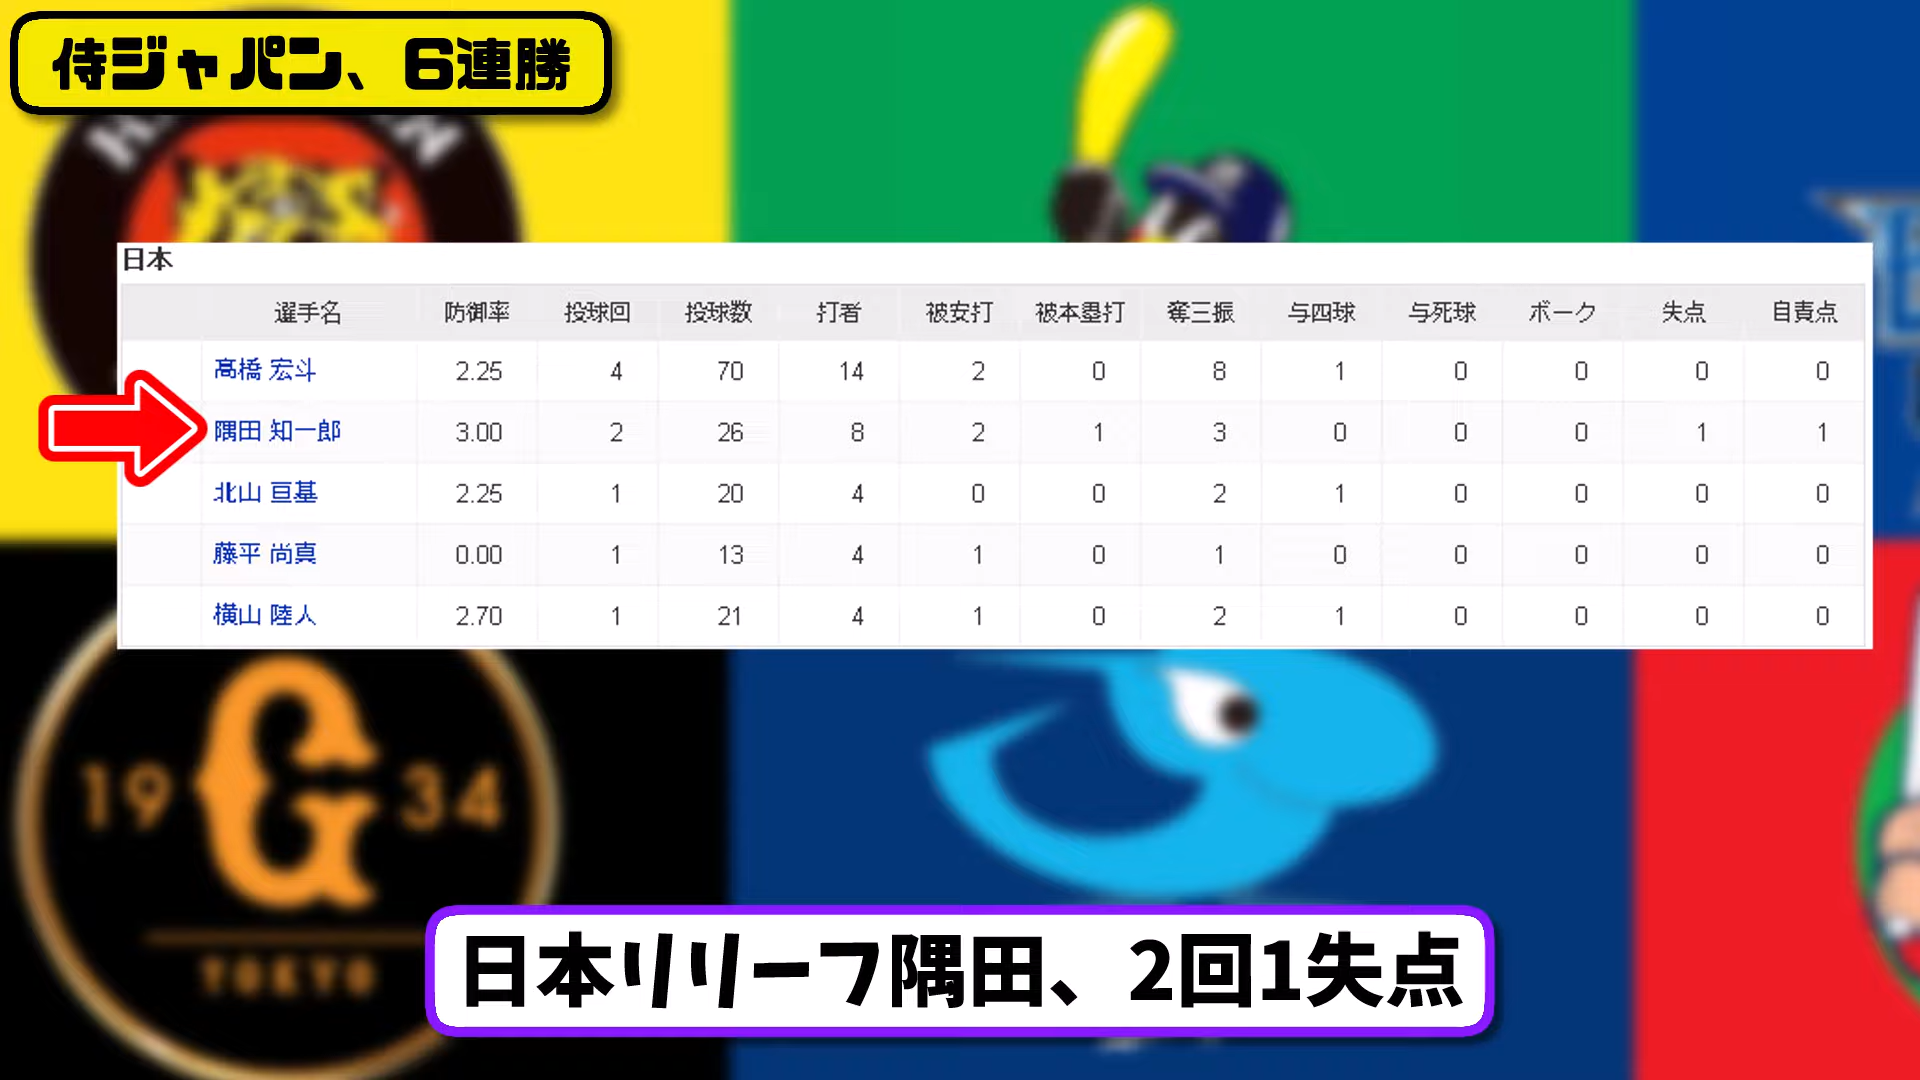 侍ジャパン、6連勝
日本
選手名 防御率 投球回 投球数 打者 被安打 被本塁打 奪三振 与四球 与死球 ボーク 失点 自責点
高橋 宏斗 2.25 4 70 14 2 0 8 1 0 0 0 0
隅田 知一郎 3.00 2 26 8 2 1 3 0 0 0 1 1
北山 亘基 2.25 1 20 4 0 0 2 1 0 0 0 0
藤平 尚真 0.00 1 13 4 1 0 1 0 0 0 0 0
横山 陸人 2.70 1 21 4 1 0 2 1 0 0 0 0
19 G 34
TOKYO
日本リリーフ隅田、2回1失点